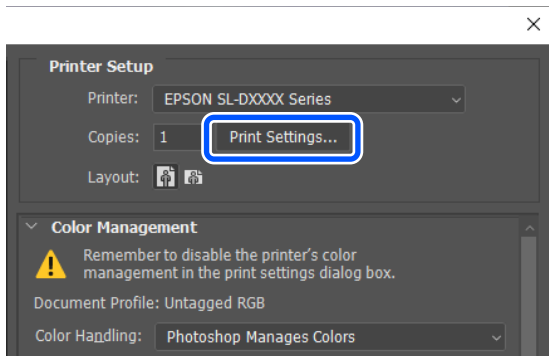 Printer Setup
Printer: EPSON SL-DXXXX Series
Copies: 1 Print Settings...
Layout:
Color Management
Remember to disable the printer's color
management in the print settings dialog box.
Document Profile: Untagged RGB
Color Handling: Photoshop Manages Colors